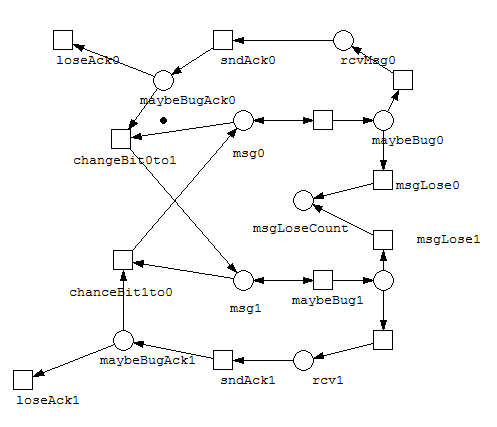 loseAck0
sndAck0
rcvMsg0
maybeBugAck0
changeBit0to1
msg0
maybeBug0
msgLose0
msgLoseCount
msgLose1
chanceBit1to0
msg1
maybeBug1
maybeBugAck1
sndAck1
rcv1
loseAck1